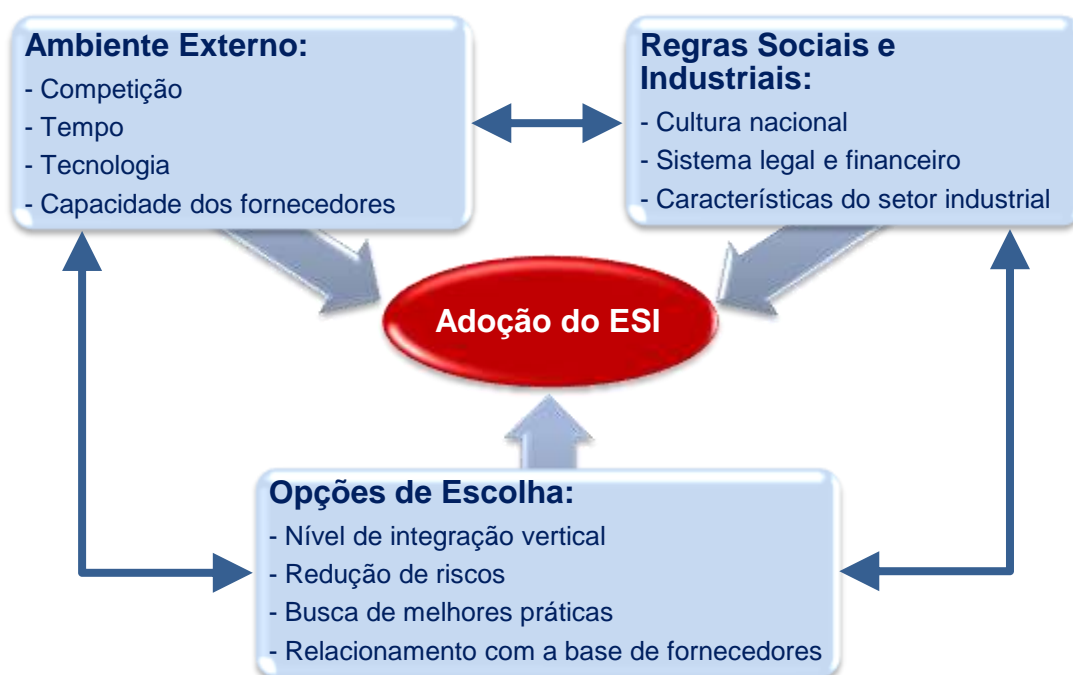 Ambiente Externo:
- Competição
- Tempo
- Tecnologia
- Capacidade dos fornecedores
Regras Sociais e
Industriais:
- Cultura nacional
- Sistema legal e financeiro
- Características do setor industrial
Adoção do ESI
Opções de Escolha:
- Nível de integração vertical
- Redução de riscos
- Busca de melhores práticas
- Relacionamento com a base de fornecedores